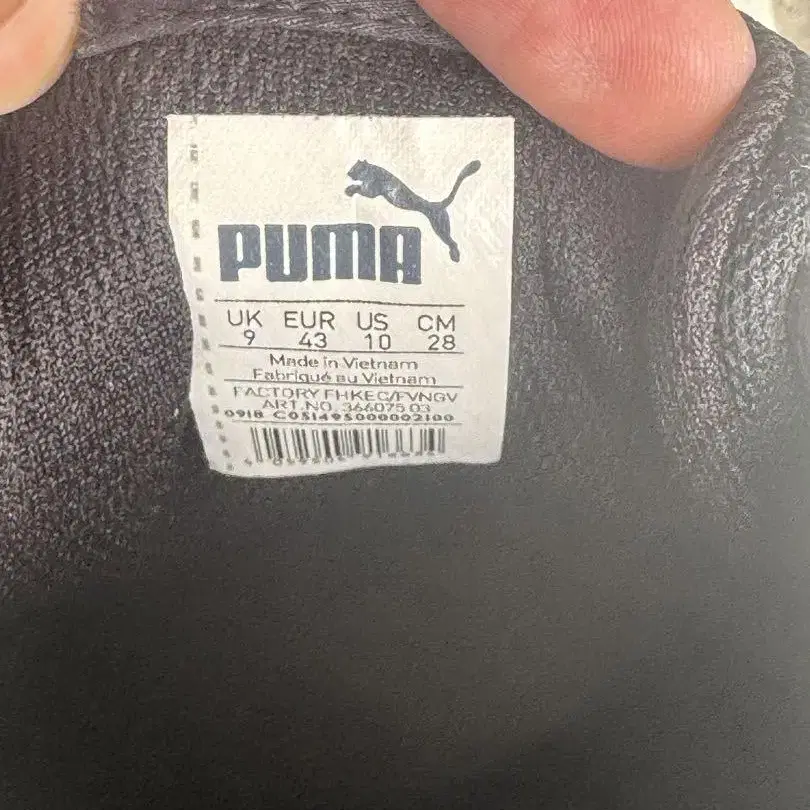 PUMA
UK EUR US CM
9 43 10 28
Made in Vietnam
Fabriqué au Vietnam
FACTORY FHKEC/FVNGV
ART.NO. 366075 03
0918 C051495000002100